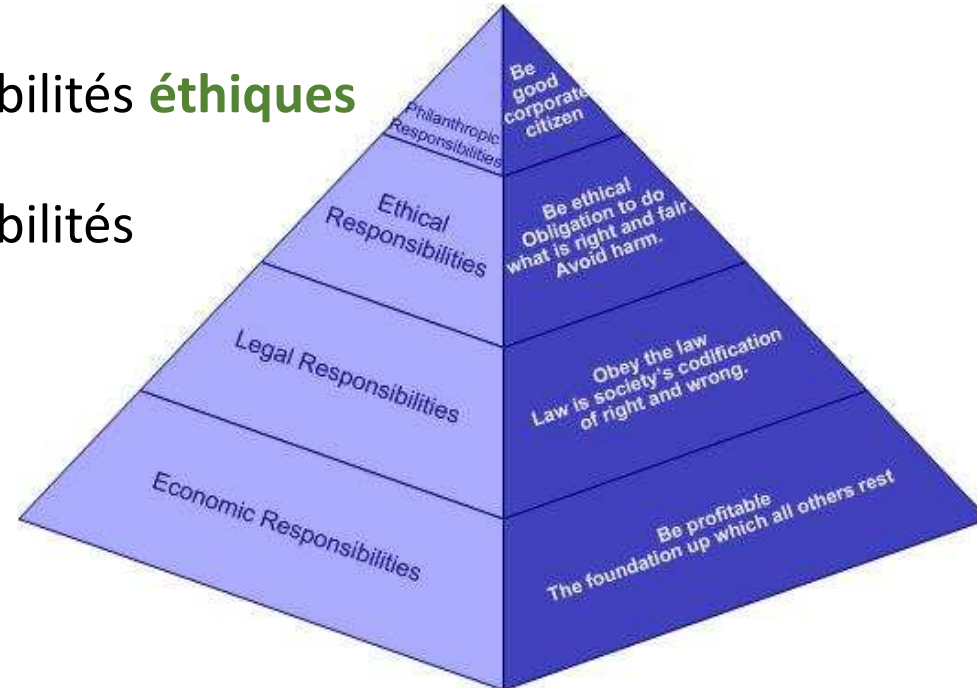 bilités éthiques
bilités
Philanthropic
Responsibilities
Be
good
corporate
citizen
Ethical
Responsibilities
Be ethical
Obligation to do
what is right and fair.
Avoid harm.
Legal Responsibilities
Obey the law
Law is society's codification
of right and wrong.
Economic Responsibilities
Be profitable
The foundation up which all others rest